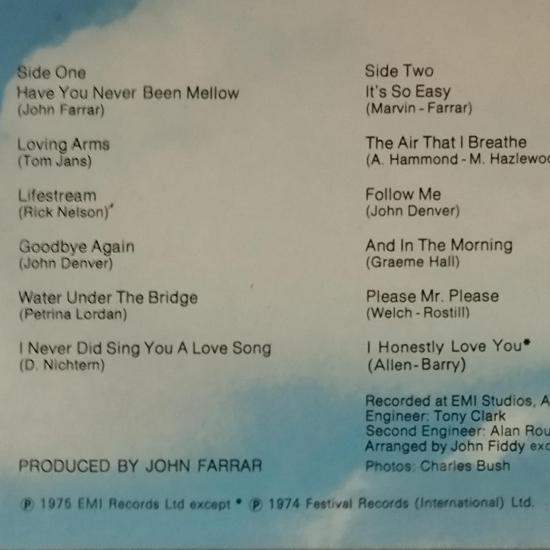 Side One
Have You Never Been Mellow
(John Farrar)
Loving Arms
(Tom Jans)
Lifestream
(Rick Nelson)
Goodbye Again
(John Denver)
Water Under The Bridge
(Petrina Lordan)
I Never Did Sing You A Love Song
(D. Nichtern)
PRODUCED BY JOHN FARRAR
Side Two
It's So Easy
(Marvin - Farrar)
The Air That I Breathe
(A. Hammond - M. Hazlewoo
Follow Me
(John Denver)
And In The Morning
(Graeme Hall)
Please Mr. Please
(Welch - Rostill)
I Honestly Love You*
(Allen-Barry)
Recorded at EMI Studios, A
Engineer: Tony Clark
Second Engineer: Alan Rou
Arranged by John Fiddy exc
Photos: Charles Bush
℗ 1975 EMI Records Ltd except * ℗ 1974 Festival Records (International) Ltd.